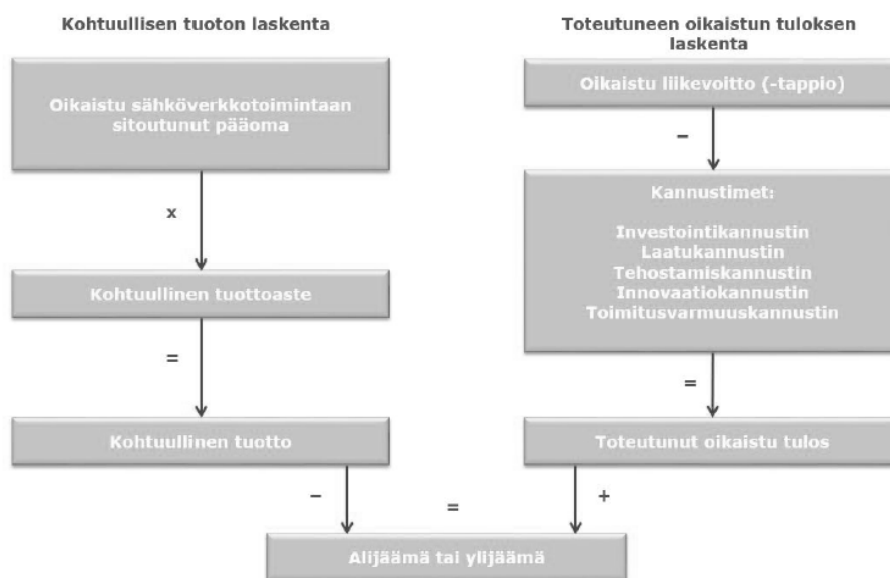 Kohtuullisen tuoton laskenta
Oikaistu sähköverkkotoimintaan
sitoutunut pääoma
x
Kohtuullinen tuottoaste
=
Kohtuullinen tuotto
–
Toteutuneen oikaistun tuloksen
laskenta
Oikaistu liikevoitto (-tappio)
–
Kannustimet:
Investointikannustin
Laatukannustin
Tehostamiskannustin
Innovaatiokannustin
Toimitusvarmuuskannustin
=
Toteutunut oikaistu tulos
+
=
Alijäämä tai ylijäämä